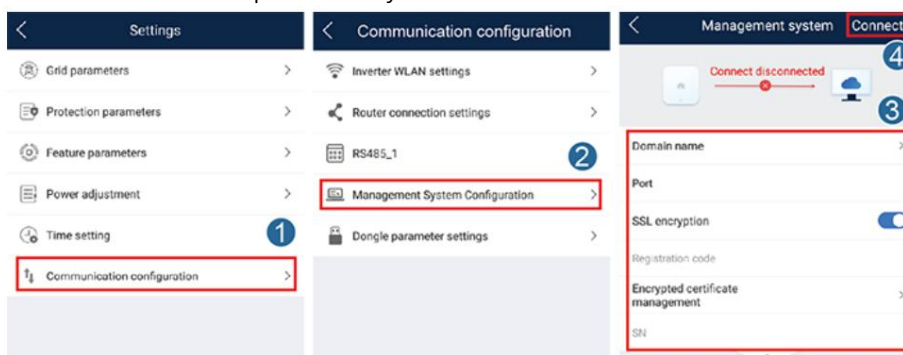 Settings
Grid parameters
Protection parameters
Feature parameters
Power adjustment
Time setting
1
Communication configuration
Communication configuration
Inverter WLAN settings
Router connection settings
RS485_1
2
Management System Configuration
Dongle parameter settings
Management system Connect
4
Connect disconnected
3
Domain name
Port
SSL encryption
Registration code
Encrypted certificate
management
SN